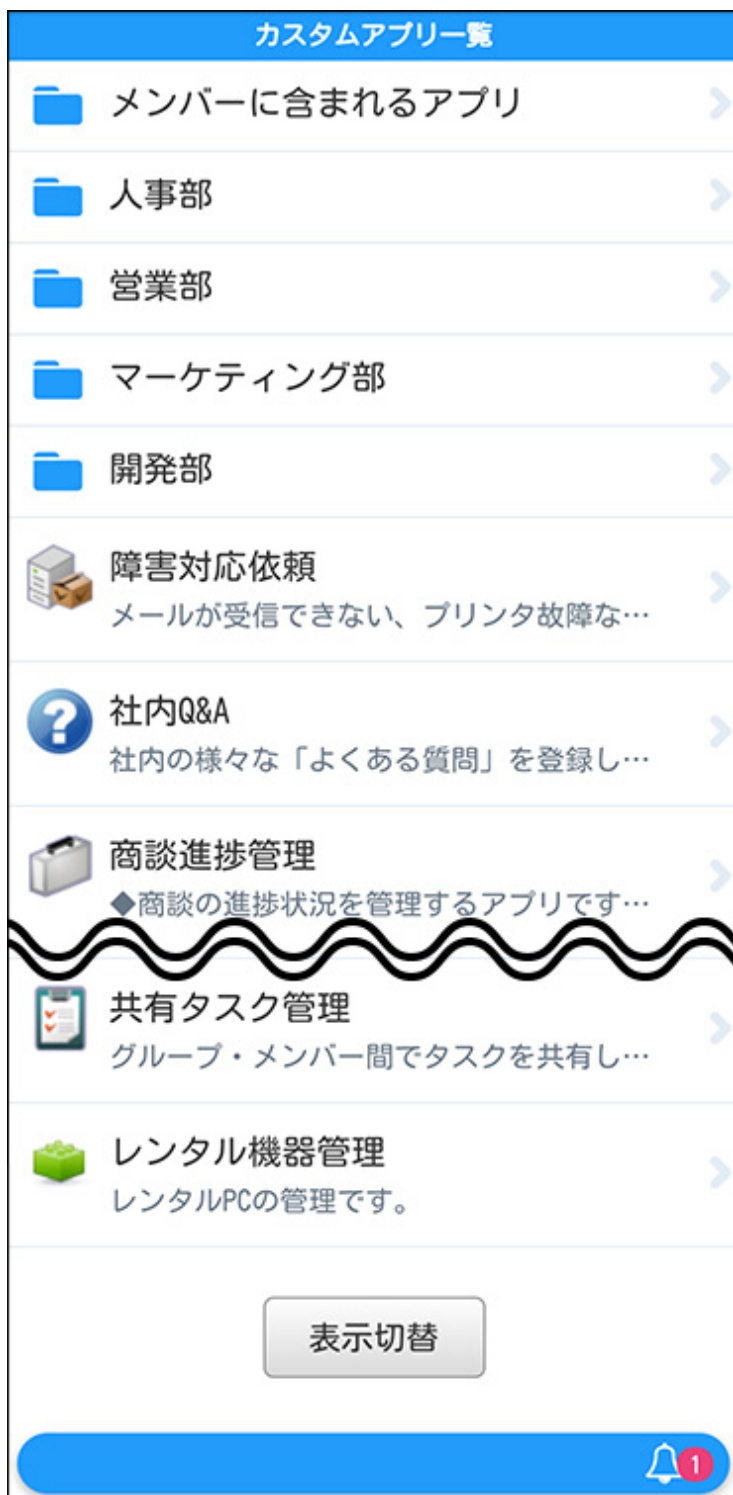 カスタムアプリ一覧
メンバーに含まれるアプリ
人事部
営業部
マーケティング部
開発部
障害対応依頼
メールが受信できない、プリンタ故障な…
?
社内Q&A
社内の様々な「よくある質問」を登録し…
商談進捗管理
◆商談の進捗状況を管理するアプリです…
共有タスク管理
グループ・メンバー間でタスクを共有し…
レンタル機器管理
レンタルPCの管理です。
表示切替
1